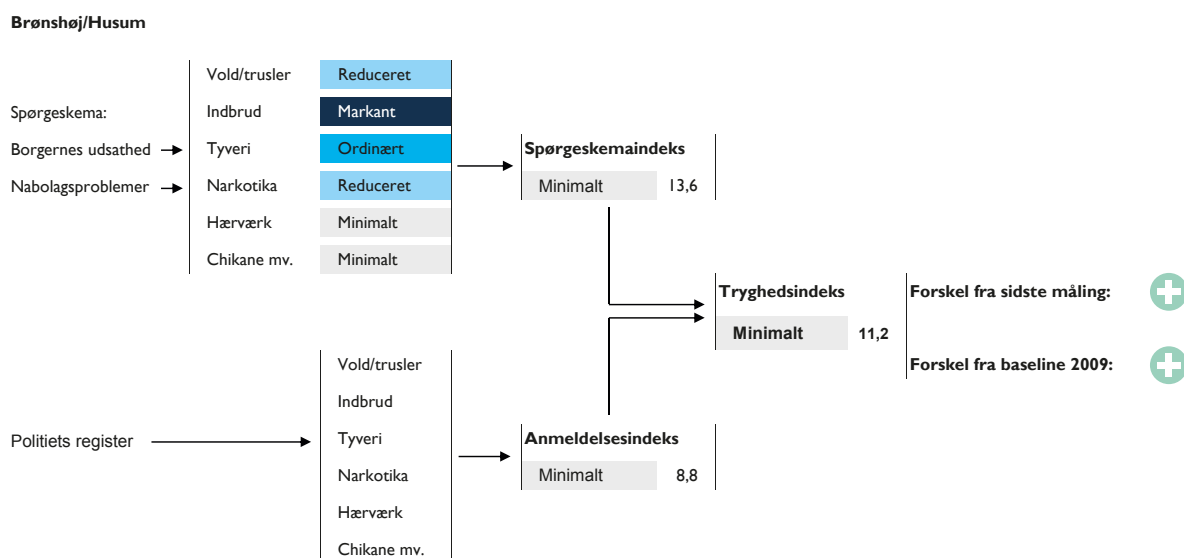 Brønshøj/Husum
Spørgeskema:
Borgernes udsathed
Nabolagsproblemer
Vold/trusler Reduceret
Indbrud Markant
Tyveri Ordinært
Narkotika Reduceret
Hærværk Minimalt
Chikane mv. Minimalt
Spørgeskemaindeks
Minimalt 13,6
Tryghedsindeks
Minimalt 11,2
Forskel fra sidste måling:
Forskel fra baseline 2009:
Politiets register
Vold/trusler
Indbrud
Tyveri
Narkotika
Hærværk
Chikane mv.
Anmeldelsesindeks
Minimalt 8,8